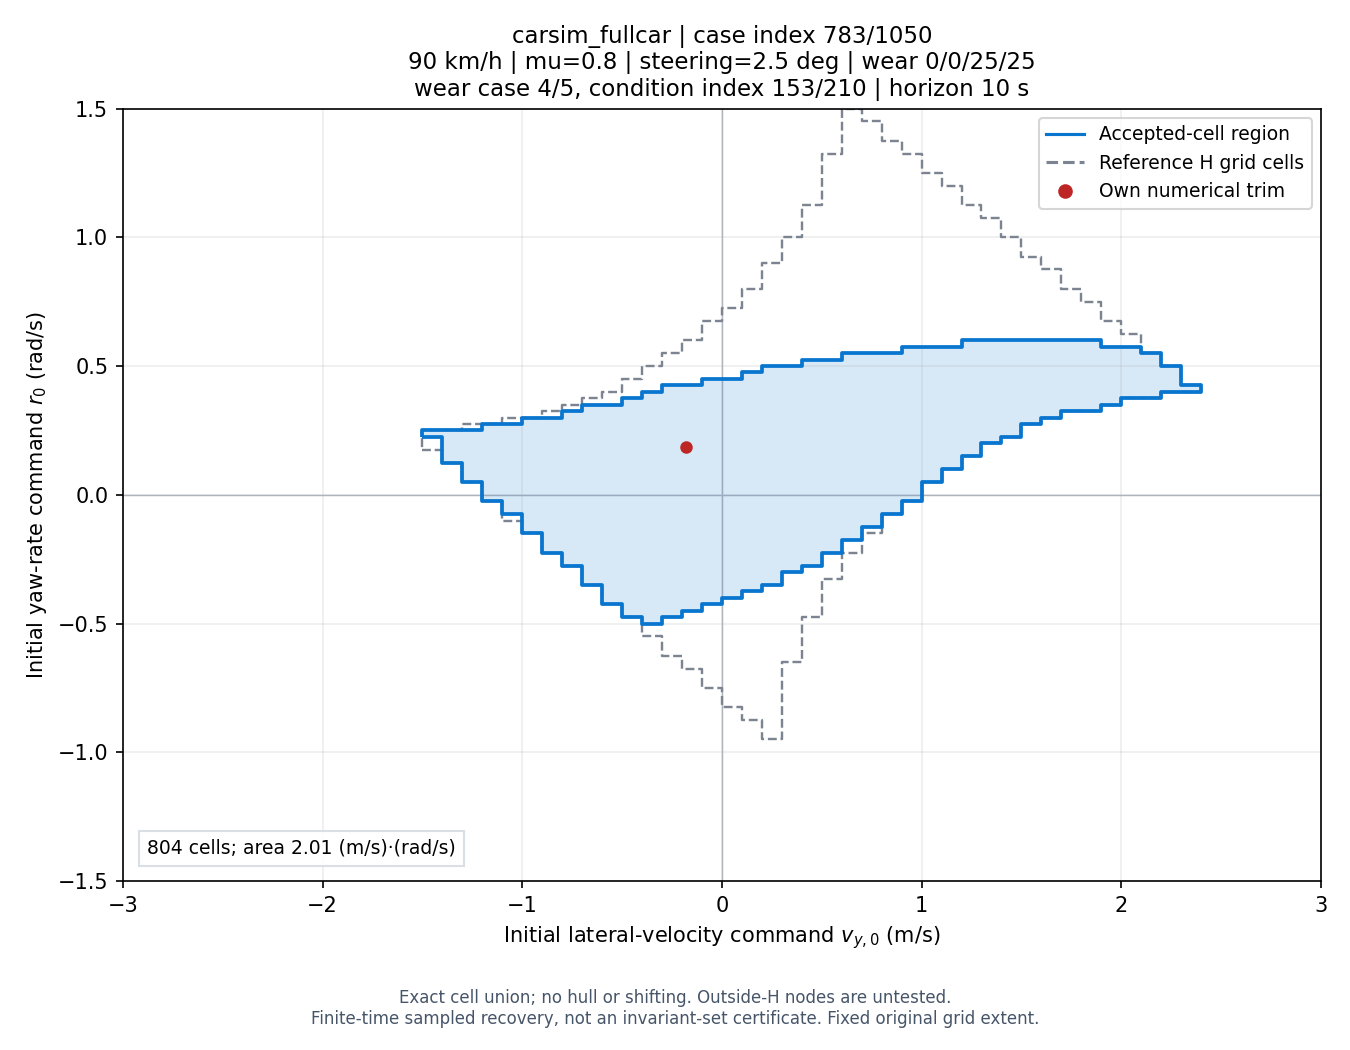 carsim_fullcar | case index 783/1050
90 km/h | mu=0.8 | steering=2.5 deg | wear 0/0/25/25
wear case 4/5, condition index 153/210 | horizon 10 s
Accepted-cell region
Reference H grid cells
Own numerical trim
1.5
1.0
0.5
0.0
−0.5
−1.0
−1.5
Initial yaw-rate command r0 (rad/s)
804 cells; area 2.01 (m/s)·(rad/s)
−3
−2
−1
0
1
2
3
Initial lateral-velocity command vy,0 (m/s)
Exact cell union; no hull or shifting. Outside-H nodes are untested.
Finite-time sampled recovery, not an invariant-set certificate. Fixed original grid extent.